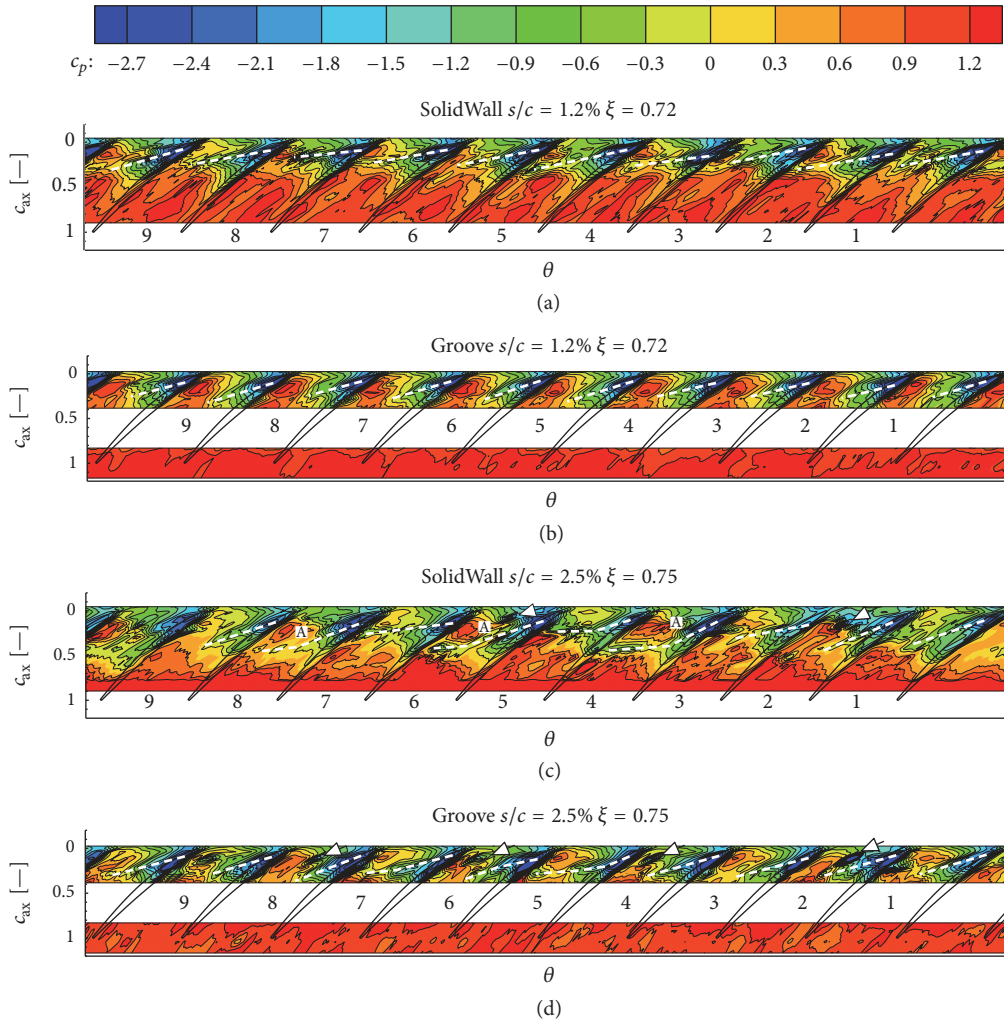 c_p: −2.7 −2.4 −2.1 −1.8 −1.5 −1.2 −0.9 −0.6 −0.3 0 0.3 0.6 0.9 1.2
SolidWall s/c = 1.2% ξ = 0.72
0
0.5
1
c_ax [—]
9 8 7 6 5 4 3 2 1
θ
(a)
Groove s/c = 1.2% ξ = 0.72
0
0.5
1
c_ax [—]
9 8 7 6 5 4 3 2 1
θ
(b)
SolidWall s/c = 2.5% ξ = 0.75
0
0.5
1
c_ax [—]
A A A
9 8 7 6 5 4 3 2 1
θ
(c)
Groove s/c = 2.5% ξ = 0.75
0
0.5
1
c_ax [—]
9 8 7 6 5 4 3 2 1
θ
(d)